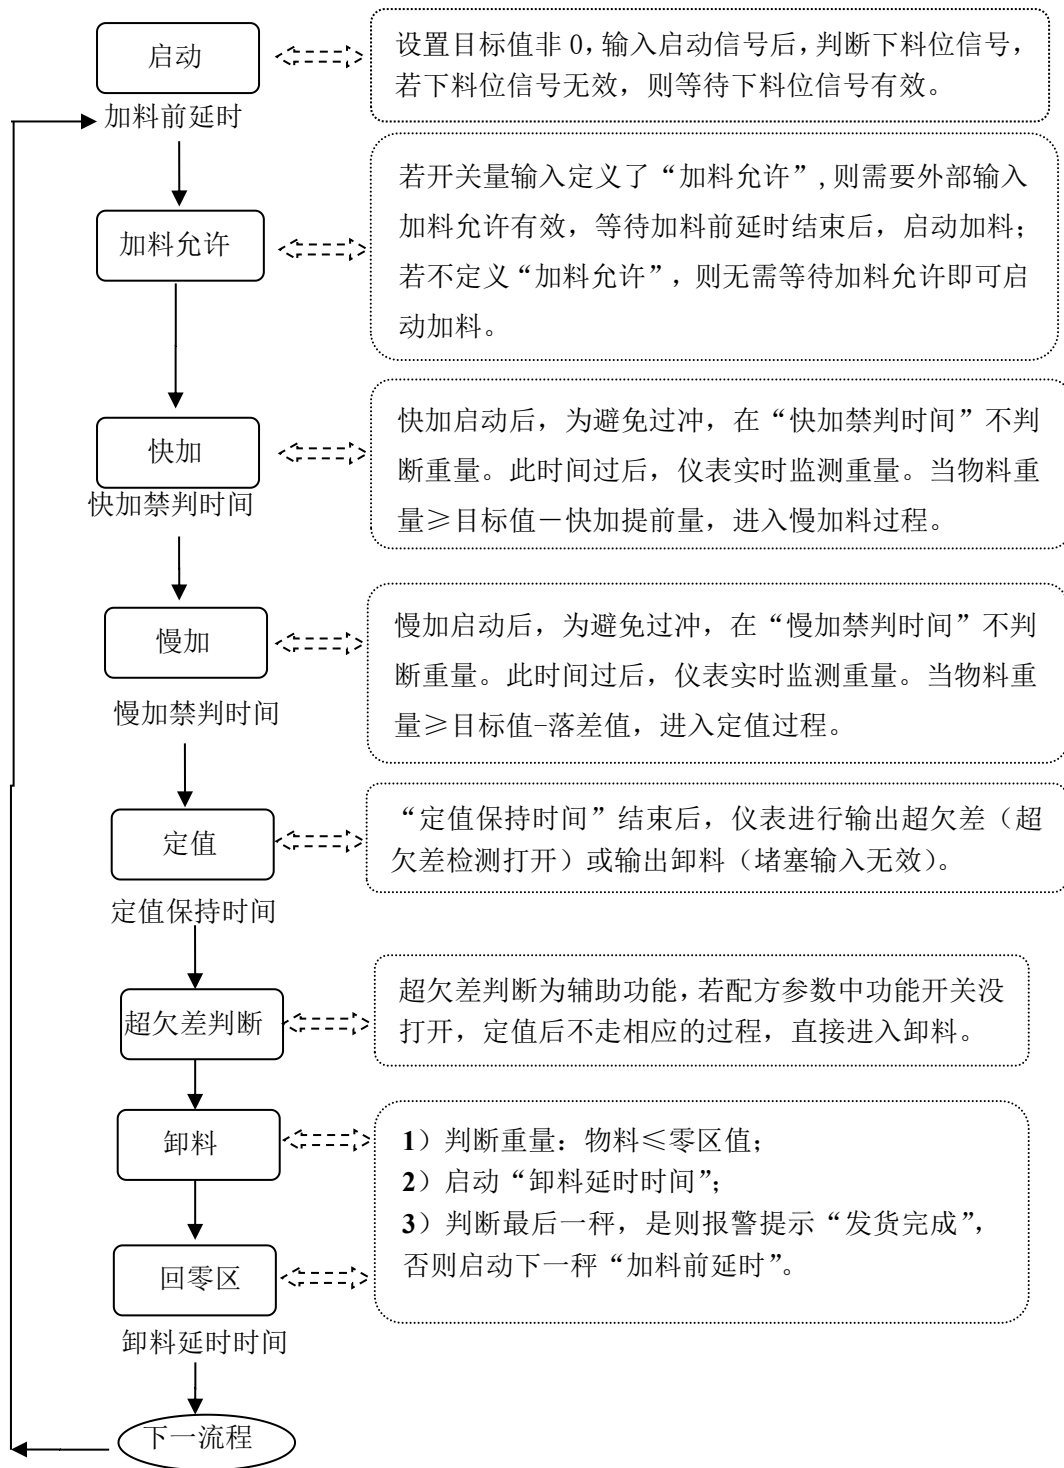 启动
设置目标值非 0，输入启动信号后，判断下料位信号，
若下料位信号无效，则等待下料位信号有效。
加料前延时
加料允许
若开关量输入定义了“加料允许”,则需要外部输入
加料允许有效，等待加料前延时结束后，启动加料；
若不定义“加料允许”，则无需等待加料允许即可启
动加料。
快加
快加启动后，为避免过冲，在“快加禁判时间”不判
断重量。此时间过后，仪表实时监测重量。当物料重
量≥目标值－快加提前量，进入慢加料过程。
快加禁判时间
慢加
慢加启动后，为避免过冲，在“慢加禁判时间”不判
断重量。此时间过后，仪表实时监测重量。当物料重
量≥目标值-落差值，进入定值过程。
慢加禁判时间
定值
“定值保持时间”结束后，仪表进行输出超欠差（超
欠差检测打开）或输出卸料（堵塞输入无效）。
定值保持时间
超欠差判断
超欠差判断为辅助功能，若配方参数中功能开关没
打开，定值后不走相应的过程，直接进入卸料。
卸料
1）判断重量：物料≤零区值；
2）启动“卸料延时时间”；
3）判断最后一秤，是则报警提示“发货完成”，
否则启动下一秤“加料前延时”。
回零区
卸料延时时间
下一流程